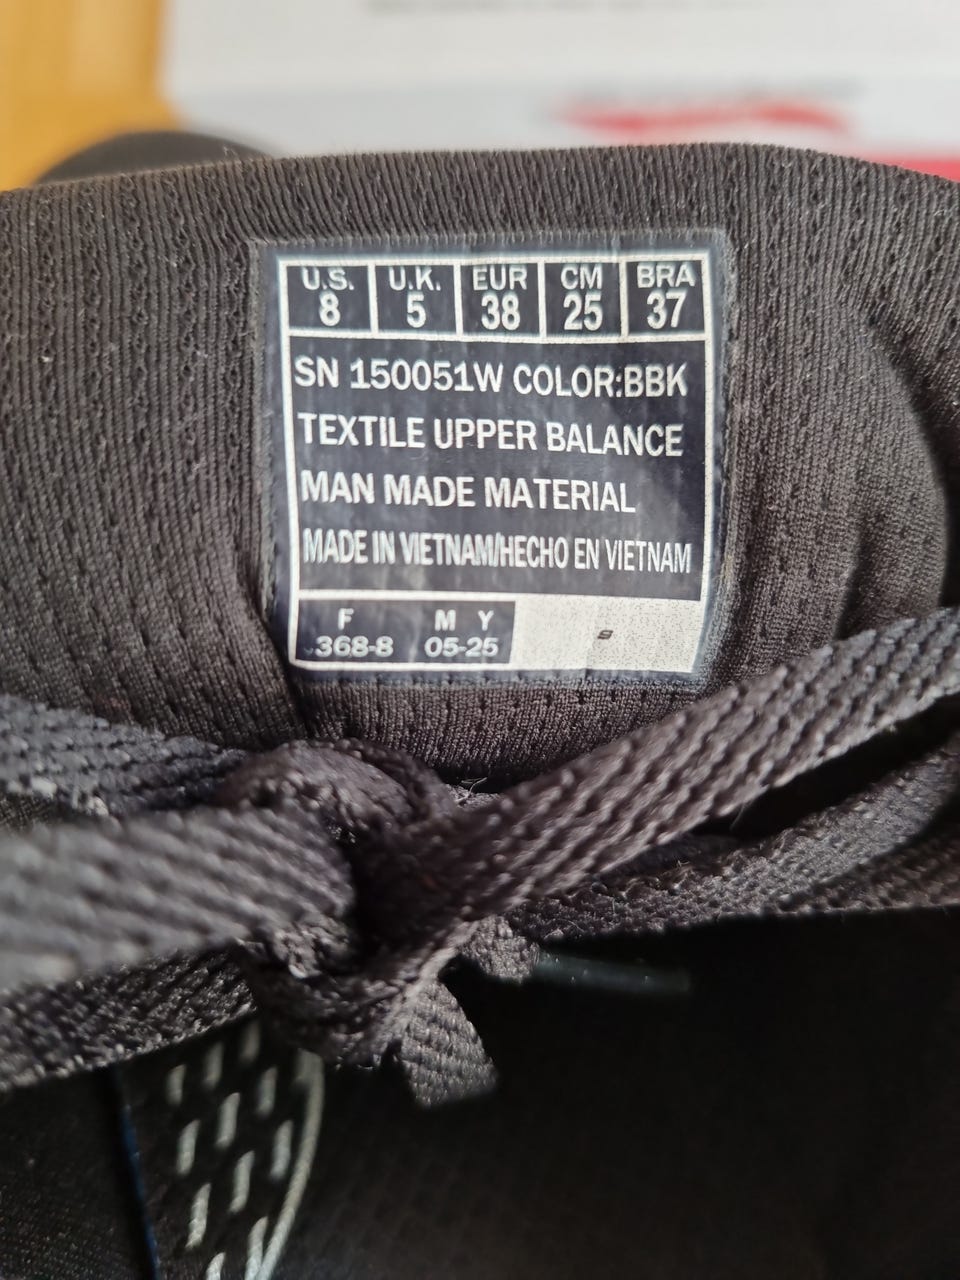 U.S. U.K. EUR CM BRA
8 5 38 25 37
SN 150051W COLOR:BBK
TEXTILE UPPER BALANCE
MAN MADE MATERIAL
MADE IN VIETNAM/HECHO EN VIETNAM
F M Y
368-8 05-25